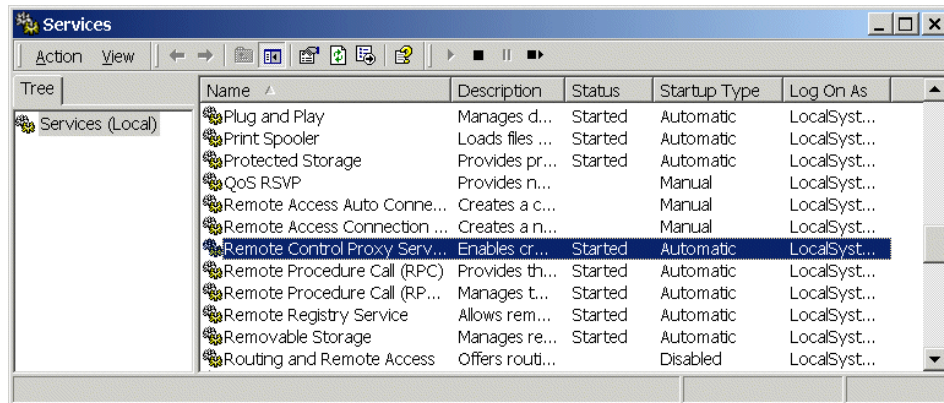 Services
Action View
Tree
Services (Local)
Name Description Status Startup Type Log On As
Plug and Play Manages d... Started Automatic LocalSyst...
Print Spooler Loads files ... Started Automatic LocalSyst...
Protected Storage Provides pr... Started Automatic LocalSyst...
QoS RSVP Provides n... Manual LocalSyst...
Remote Access Auto Conne... Creates a c... Manual LocalSyst...
Remote Access Connection ... Creates a n... Manual LocalSyst...
Remote Control Proxy Serv... Enables cr... Started Automatic LocalSyst...
Remote Procedure Call (RPC) Provides th... Started Automatic LocalSyst...
Remote Procedure Call (RP... Manages t... Started Automatic LocalSyst...
Remote Registry Service Allows rem... Started Automatic LocalSyst...
Removable Storage Manages re... Started Automatic LocalSyst...
Routing and Remote Access Offers routi... Disabled LocalSyst...